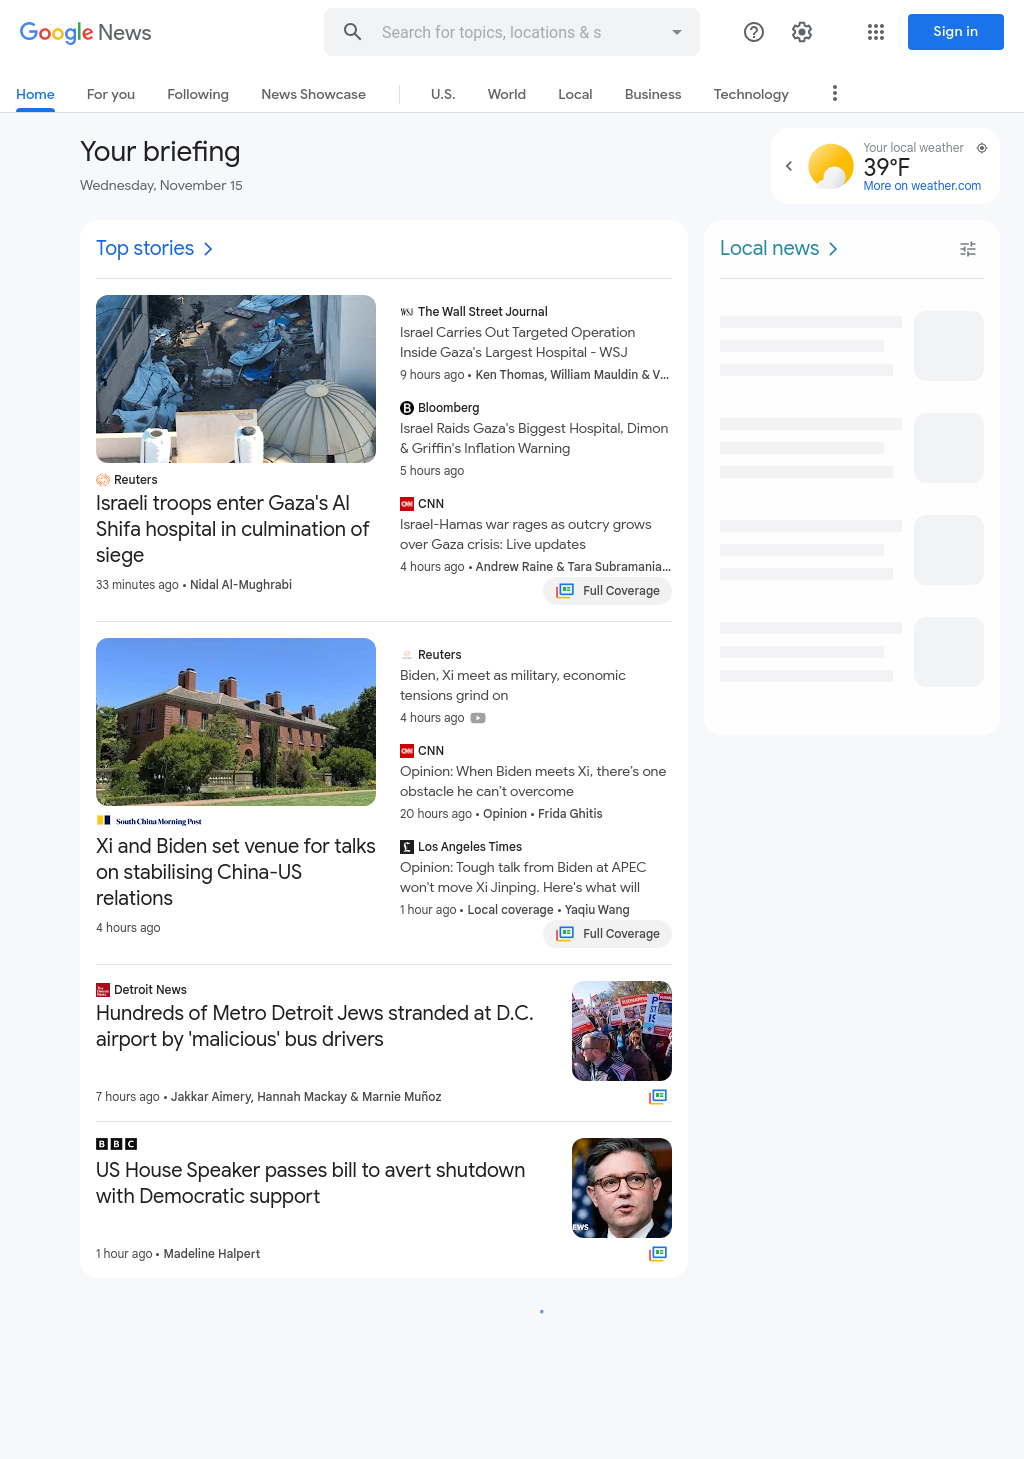 Google News
Search for topics, locations & s
Sign in
Home
For you
Following
News Showcase
U.S.
World
Local
Business
Technology
Your briefing
Wednesday, November 15
Your local weather
39°F
More on weather.com
Top stories
Reuters
Israeli troops enter Gaza's Al
Shifa hospital in culmination of
siege
33 minutes ago • Nidal Al-Mughrabi
WSJ The Wall Street Journal
Israel Carries Out Targeted Operation
Inside Gaza's Largest Hospital - WSJ
9 hours ago • Ken Thomas, William Mauldin & V...
B Bloomberg
Israel Raids Gaza's Biggest Hospital, Dimon
& Griffin's Inflation Warning
5 hours ago
CNN CNN
Israel-Hamas war rages as outcry grows
over Gaza crisis: Live updates
4 hours ago • Andrew Raine & Tara Subramania...
Full Coverage
South China Morning Post
Xi and Biden set venue for talks
on stabilising China-US
relations
4 hours ago
Reuters
Biden, Xi meet as military, economic
tensions grind on
4 hours ago
CNN CNN
Opinion: When Biden meets Xi, there's one
obstacle he can't overcome
20 hours ago • Opinion • Frida Ghitis
Los Angeles Times
Opinion: Tough talk from Biden at APEC
won't move Xi Jinping. Here's what will
1 hour ago • Local coverage • Yaqiu Wang
Full Coverage
Detroit News
Hundreds of Metro Detroit Jews stranded at D.C.
airport by 'malicious' bus drivers
7 hours ago • Jakkar Aimery, Hannah Mackay & Marnie Muñoz
KIDNAPPED
BBC
US House Speaker passes bill to avert shutdown
with Democratic support
1 hour ago • Madeline Halpert
EWS
Local news